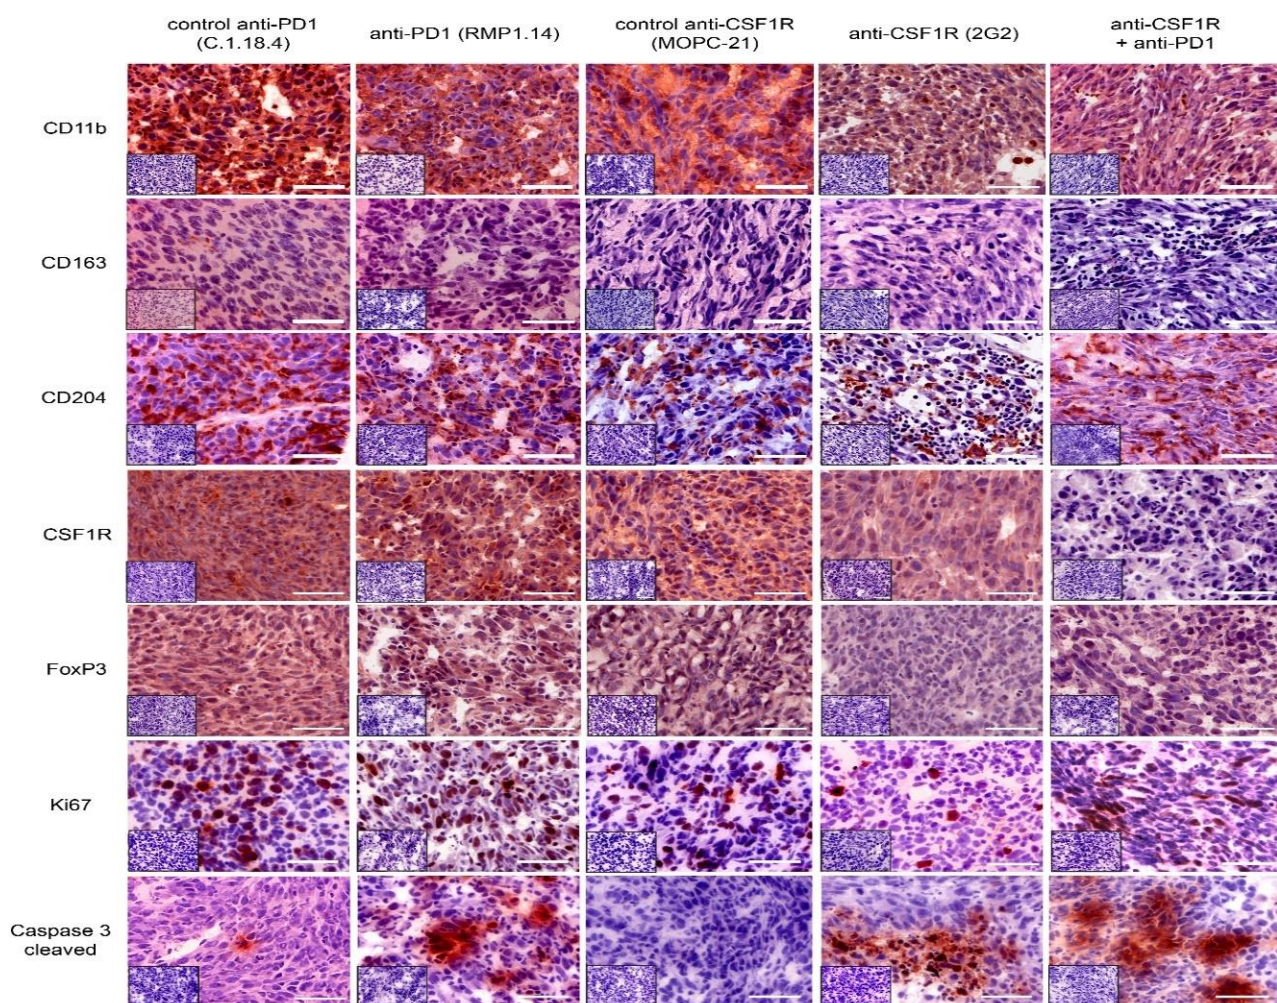 control anti-PD1
(C.1.18.4)
anti-PD1 (RMP1.14)
control anti-CSF1R
(MOPC-21)
anti-CSF1R (2G2)
anti-CSF1R
+ anti-PD1
CD11b
CD163
CD204
CSF1R
FoxP3
Ki67
Caspase 3
cleaved